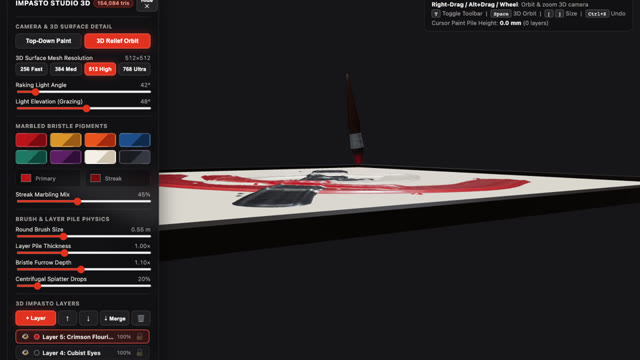 IMPASTO STUDIO 3D
154,084 tris
Hide
×
CAMERA & 3D SURFACE DETAIL
Top-Down Paint
3D Relief Orbit
3D Surface Mesh Resolution
512×512
256 Fast
384 Med
512 High
768 Ultra
Raking Light Angle
42°
Light Elevation (Grazing)
48°
MARBLED BRISTLE PIGMENTS
Primary
Streak
Streak Marbling Mix
45%
BRUSH & LAYER PILE PHYSICS
Round Brush Size
0.55 m
Layer Pile Thickness
1.00×
Bristle Furrow Depth
1.10×
Centrifugal Splatter Drops
20%
3D IMPASTO LAYERS
+ Layer
↑
↓
↓ Merge
Layer 5: Crimson Flouri...
100%
Layer 4: Cubist Eyes
100%
Right-Drag / Alt+Drag / Wheel: Orbit & zoom 3D camera
Toggle Toolbar | Space 3D Orbit | [ ] Size | Ctrl+Z Undo
Cursor Paint Pile Height: 0.0 mm (0 layers)